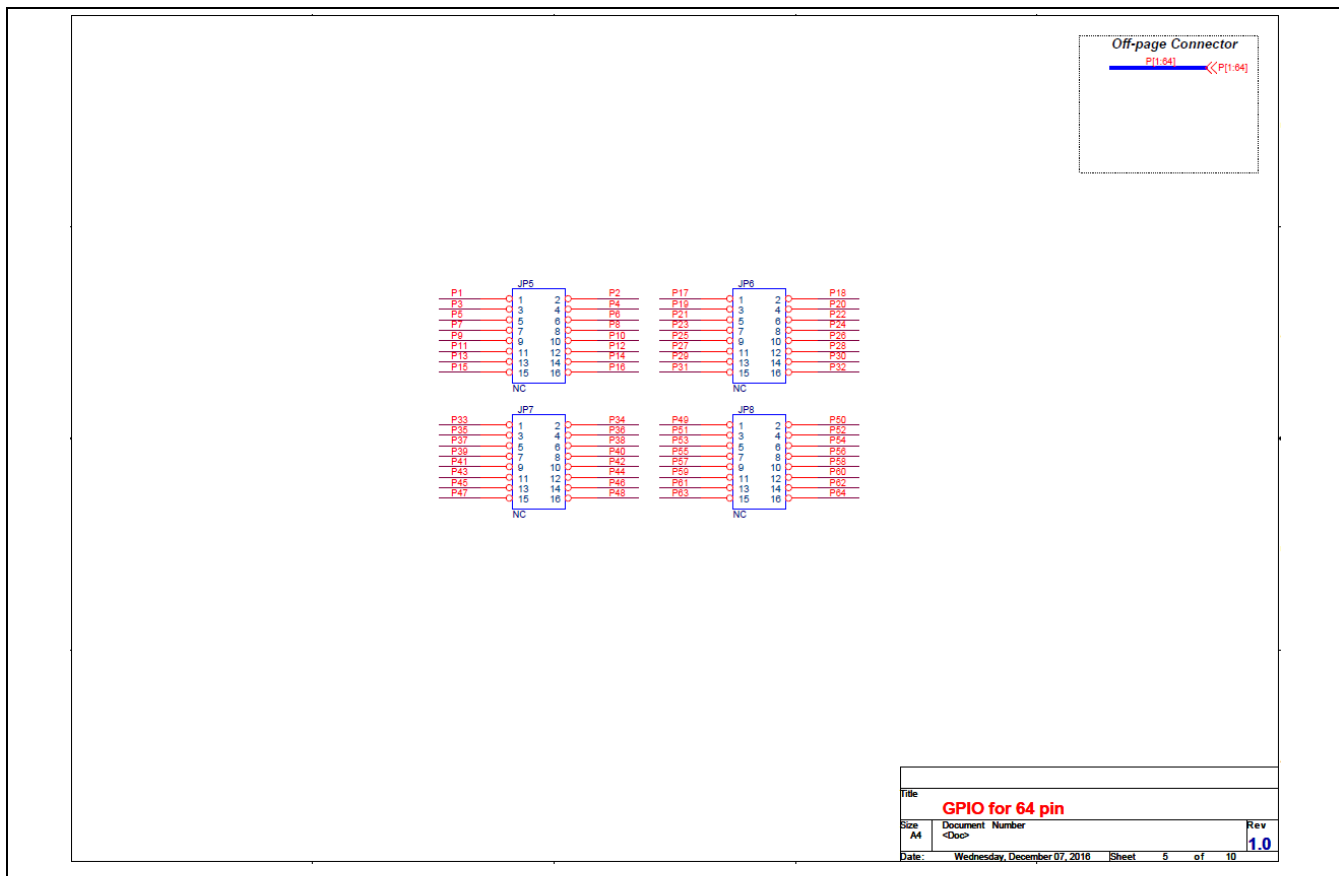 Off-page Connector
P[1:64]
P[1:64]
JP5
P1 1 2 P2
P3 3 4 P4
P5 5 6 P6
P7 7 8 P8
P9 9 10 P10
P11 11 12 P12
P13 13 14 P14
P15 15 16 P16
NC
JP6
P17 1 2 P18
P19 3 4 P20
P21 5 6 P22
P23 7 8 P24
P25 9 10 P26
P27 11 12 P28
P29 13 14 P30
P31 15 16 P32
NC
JP7
P33 1 2 P34
P35 3 4 P36
P37 5 6 P38
P39 7 8 P40
P41 9 10 P42
P43 11 12 P44
P45 13 14 P46
P47 15 16 P48
NC
JP8
P49 1 2 P50
P51 3 4 P52
P53 5 6 P54
P55 7 8 P56
P57 9 10 P58
P59 11 12 P60
P61 13 14 P62
P63 15 16 P64
NC
Title
GPIO for 64 pin
Size Document Number Rev
A4 <Doc> 1.0
Date: Wednesday, December 07, 2016 Sheet 5 of 10